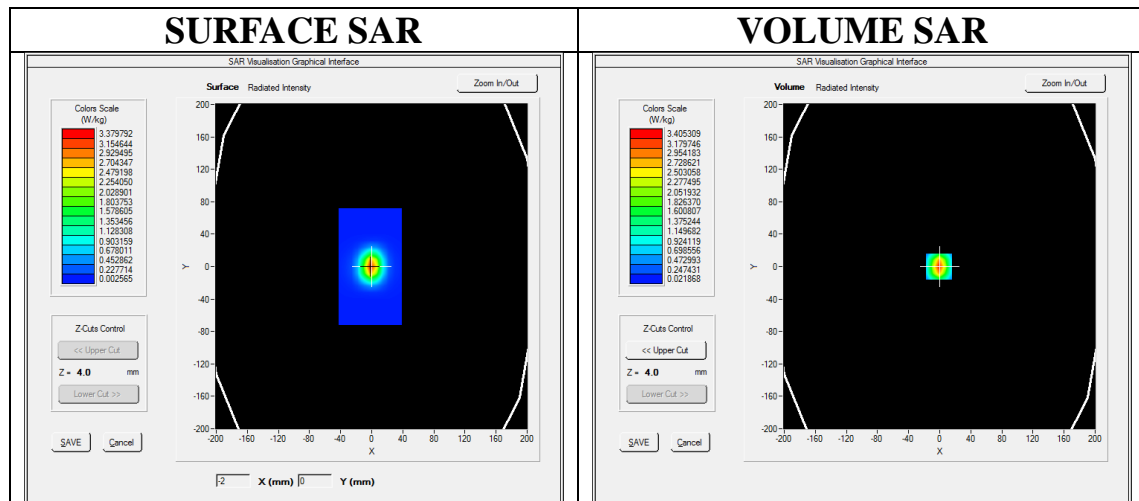 SURFACE SAR
SAR Visualisation Graphical Interface
Surface Radiated Intensity
Zoom In/Out
Colors Scale
(W/kg)
3.379792
3.154644
2.929495
2.704347
2.479198
2.254050
2.028901
1.803753
1.578605
1.353456
1.128308
0.903159
0.678011
0.452862
0.227714
0.002565
200
160
120
80
40
0
-40
-80
-120
-160
-200
Y
-200 -160 -120 -80 -40 0 40 80 120 160 200
X
Z-Cuts Control
<< Upper Cut
Z = 4.0 mm
Lower Cut >>
SAVE Cancel
-2 X (mm) 0 Y (mm)
VOLUME SAR
SAR Visualisation Graphical Interface
Volume Radiated Intensity
Zoom In/Out
Colors Scale
(W/kg)
3.405309
3.179746
2.954183
2.728621
2.503058
2.277495
2.051932
1.826370
1.600807
1.375244
1.149682
0.924119
0.698556
0.472993
0.247431
0.021868
200
160
120
80
40
0
-40
-80
-120
-160
-200
Y
-200 -160 -120 -80 -40 0 40 80 120 160 200
X
Z-Cuts Control
<< Upper Cut
Z = 4.0 mm
Lower Cut >>
SAVE Cancel